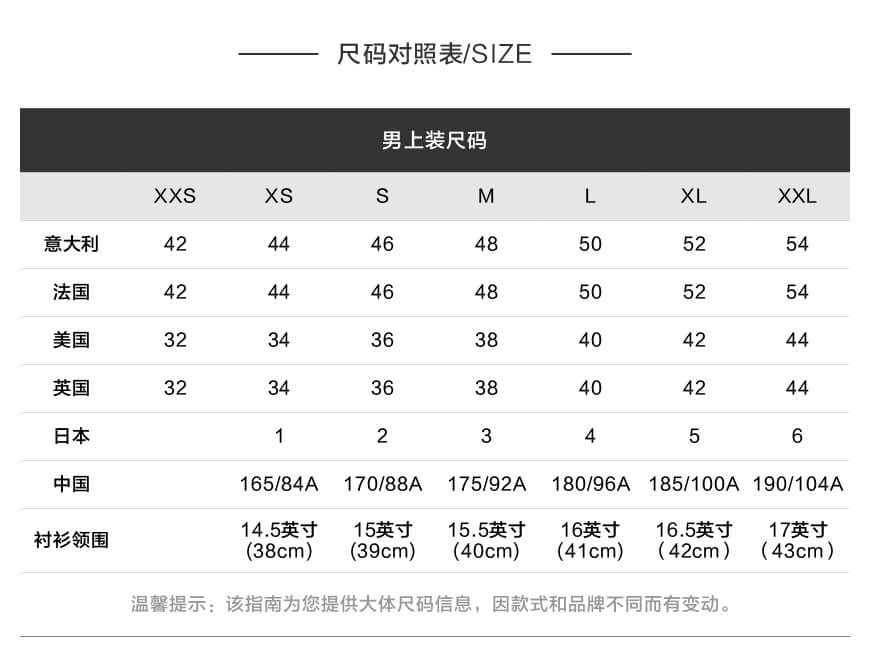 尺码对照表/SIZE
男上装尺码
XXS XS S M L XL XXL
意大利 42 44 46 48 50 52 54
法国 42 44 46 48 50 52 54
美国 32 34 36 38 40 42 44
英国 32 34 36 38 40 42 44
日本 1 2 3 4 5 6
中国 165/84A 170/88A 175/92A 180/96A 185/100A 190/104A
衬衫领围 14.5英寸 15英寸 15.5英寸 16英寸 16.5英寸 17英寸
(38cm) (39cm) (40cm) (41cm) （42cm） （43cm）
温馨提示：该指南为您提供大体尺码信息，因款式和品牌不同而有变动。